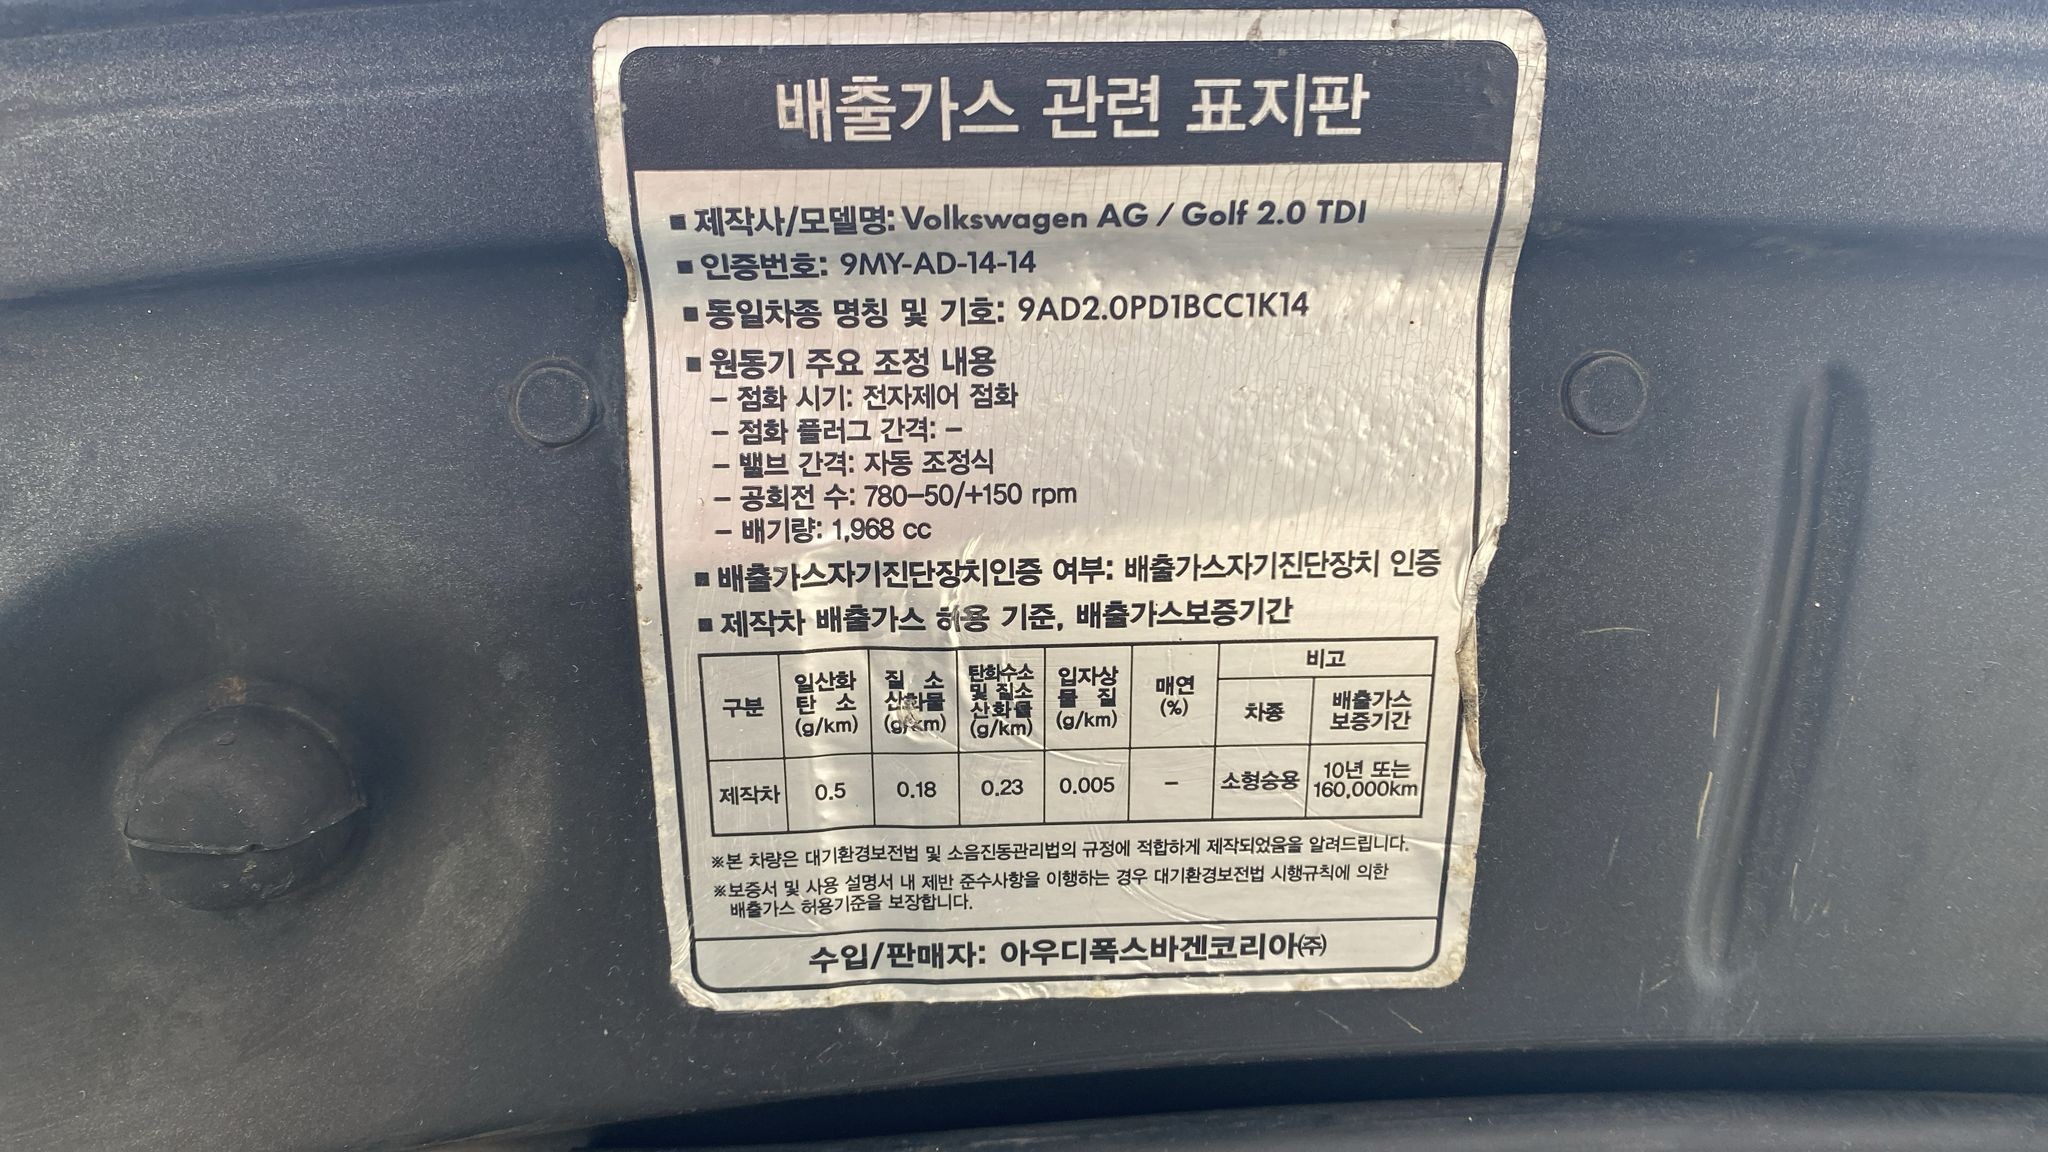 배출가스 관련 표지판
■ 제작사/모델명: Volkswagen AG / Golf 2.0 TDI
■ 인증번호: 9MY-AD-14-14
■ 동일차종 명칭 및 기호: 9AD2.0PD1BCC1K14
■ 원동기 주요 조정 내용
– 점화 시기: 전자제어 점화
– 점화 플러그 간격: –
– 밸브 간격: 자동 조정식
– 공회전 수: 780–50/+150 rpm
– 배기량: 1,968 cc
■ 배출가스자기진단장치인증 여부: 배출가스자기진단장치 인증
■ 제작차 배출가스 허용 기준, 배출가스보증기간
구분 일산화탄소 (g/km) 질소산화물 (g/km) 탄화수소 및 질소산화물 (g/km) 입자상물질 (g/km) 매연 (%) 비고
차종 배출가스 보증기간
제작차 0.5 0.18 0.23 0.005 – 소형승용 10년 또는 160,000km
※본 차량은 대기환경보전법 및 소음진동관리법의 규정에 적합하게 제작되었음을 알려드립니다.
※보증서 및 사용 설명서 내 제반 준수사항을 이행하는 경우 대기환경보전법 시행규칙에 의한
배출가스 허용기준을 보장합니다.
수입/판매자: 아우디폭스바겐코리아㈜